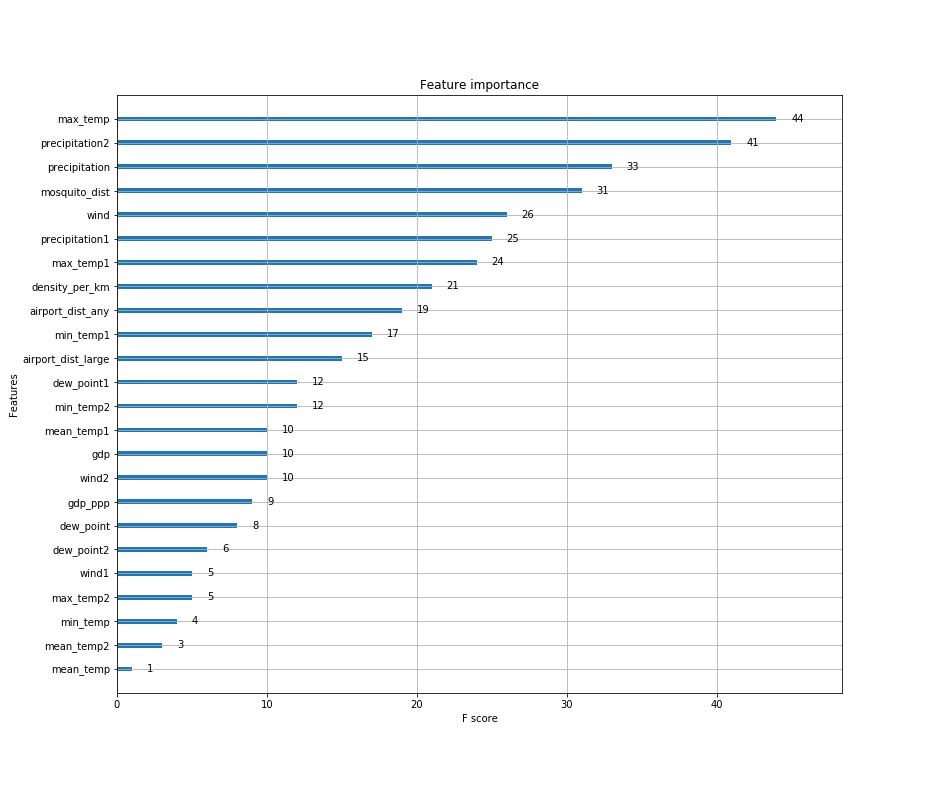 Feature importance
max_temp 44
precipitation2 41
precipitation 33
mosquito_dist 31
wind 26
precipitation1 25
max_temp1 24
density_per_km 21
airport_dist_any 19
min_temp1 17
airport_dist_large 15
dew_point1 12
min_temp2 12
mean_temp1 10
gdp 10
wind2 10
gdp_ppp 9
dew_point 8
dew_point2 6
wind1 5
max_temp2 5
min_temp 4
mean_temp2 3
mean_temp 1
Features
0 10 20 30 40
F score